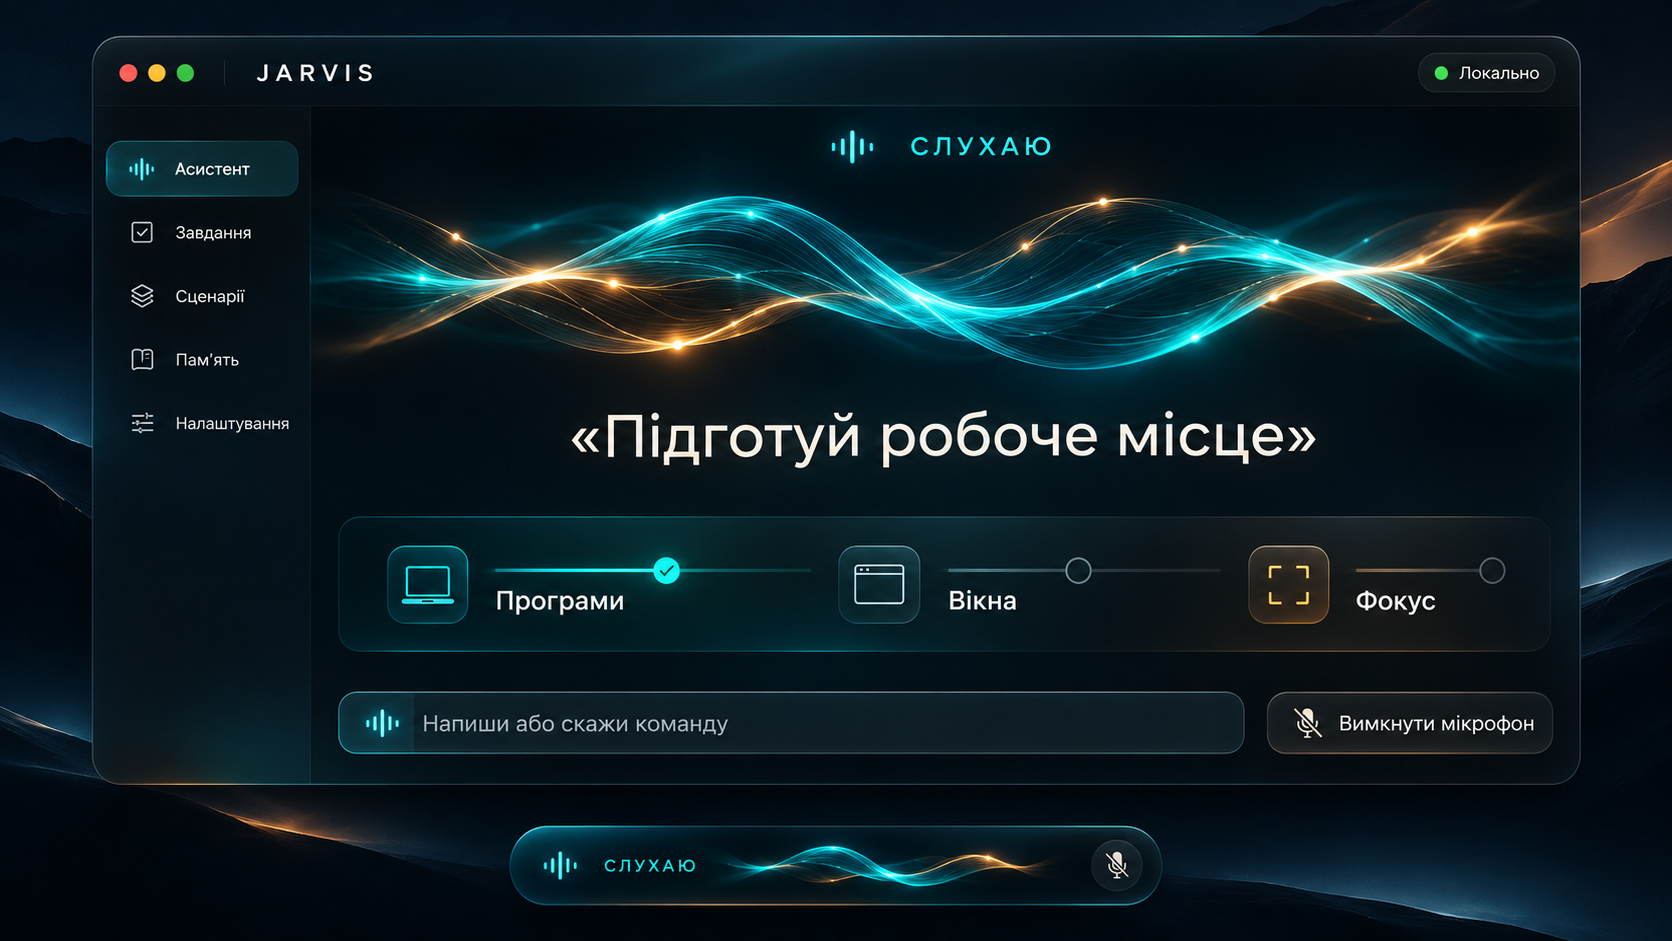 JARVIS
Локально
Асистент
Завдання
Сценарії
Пам'ять
Налаштування
СЛУХАЮ
«Підготуй робоче місце»
Програми
Вікна
Фокус
Напиши або скажи команду
Вимкнути мікрофон
СЛУХАЮ